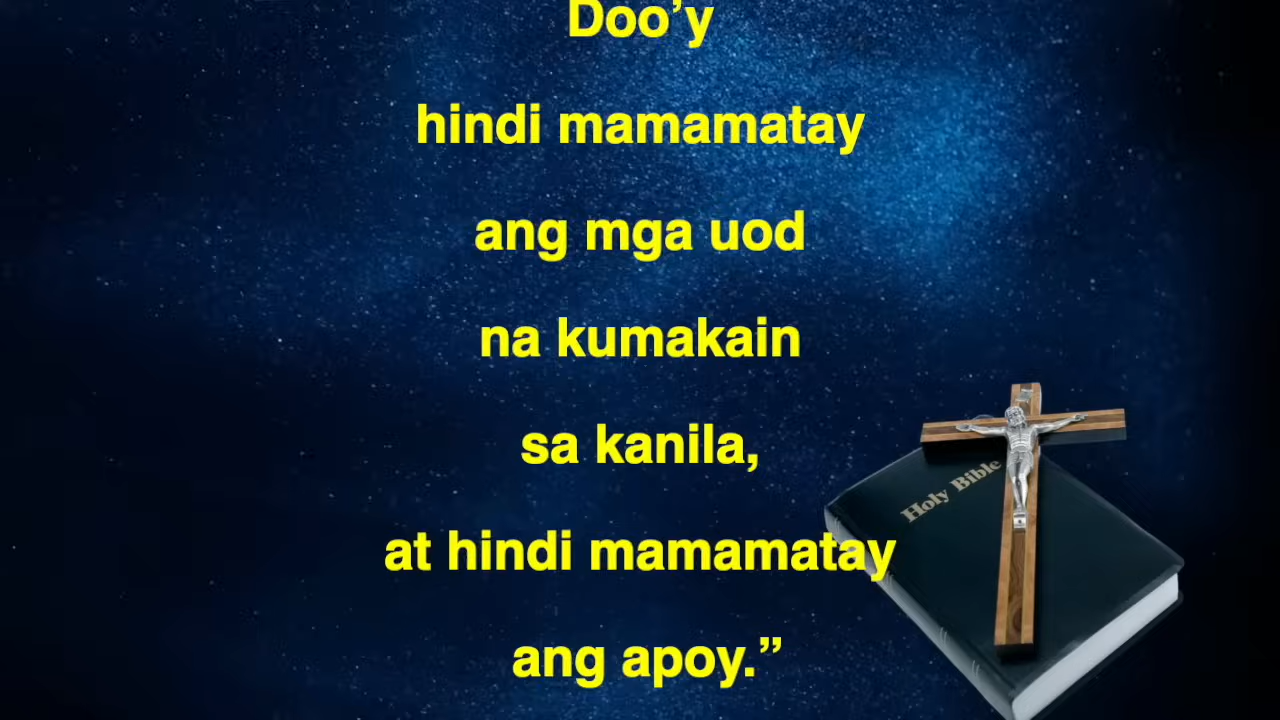 Doo’y
hindi mamamatay
ang mga uod
na kumakain
sa kanila,
at hindi mamamatay
ang apoy.”
Holy Bible